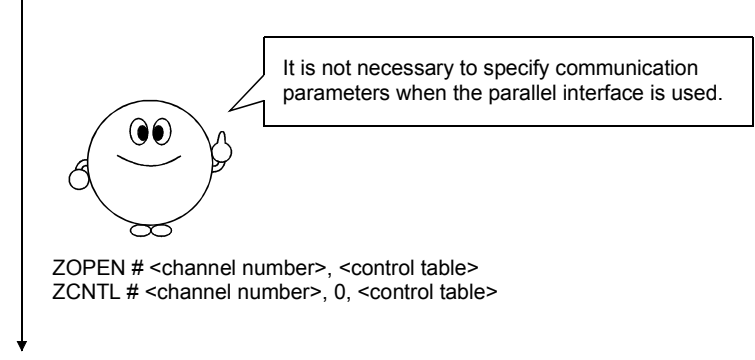 It is not necessary to specify communication
parameters when the parallel interface is used.
ZOPEN # <channel number>, <control table>
ZCNTL # <channel number>, 0, <control table>